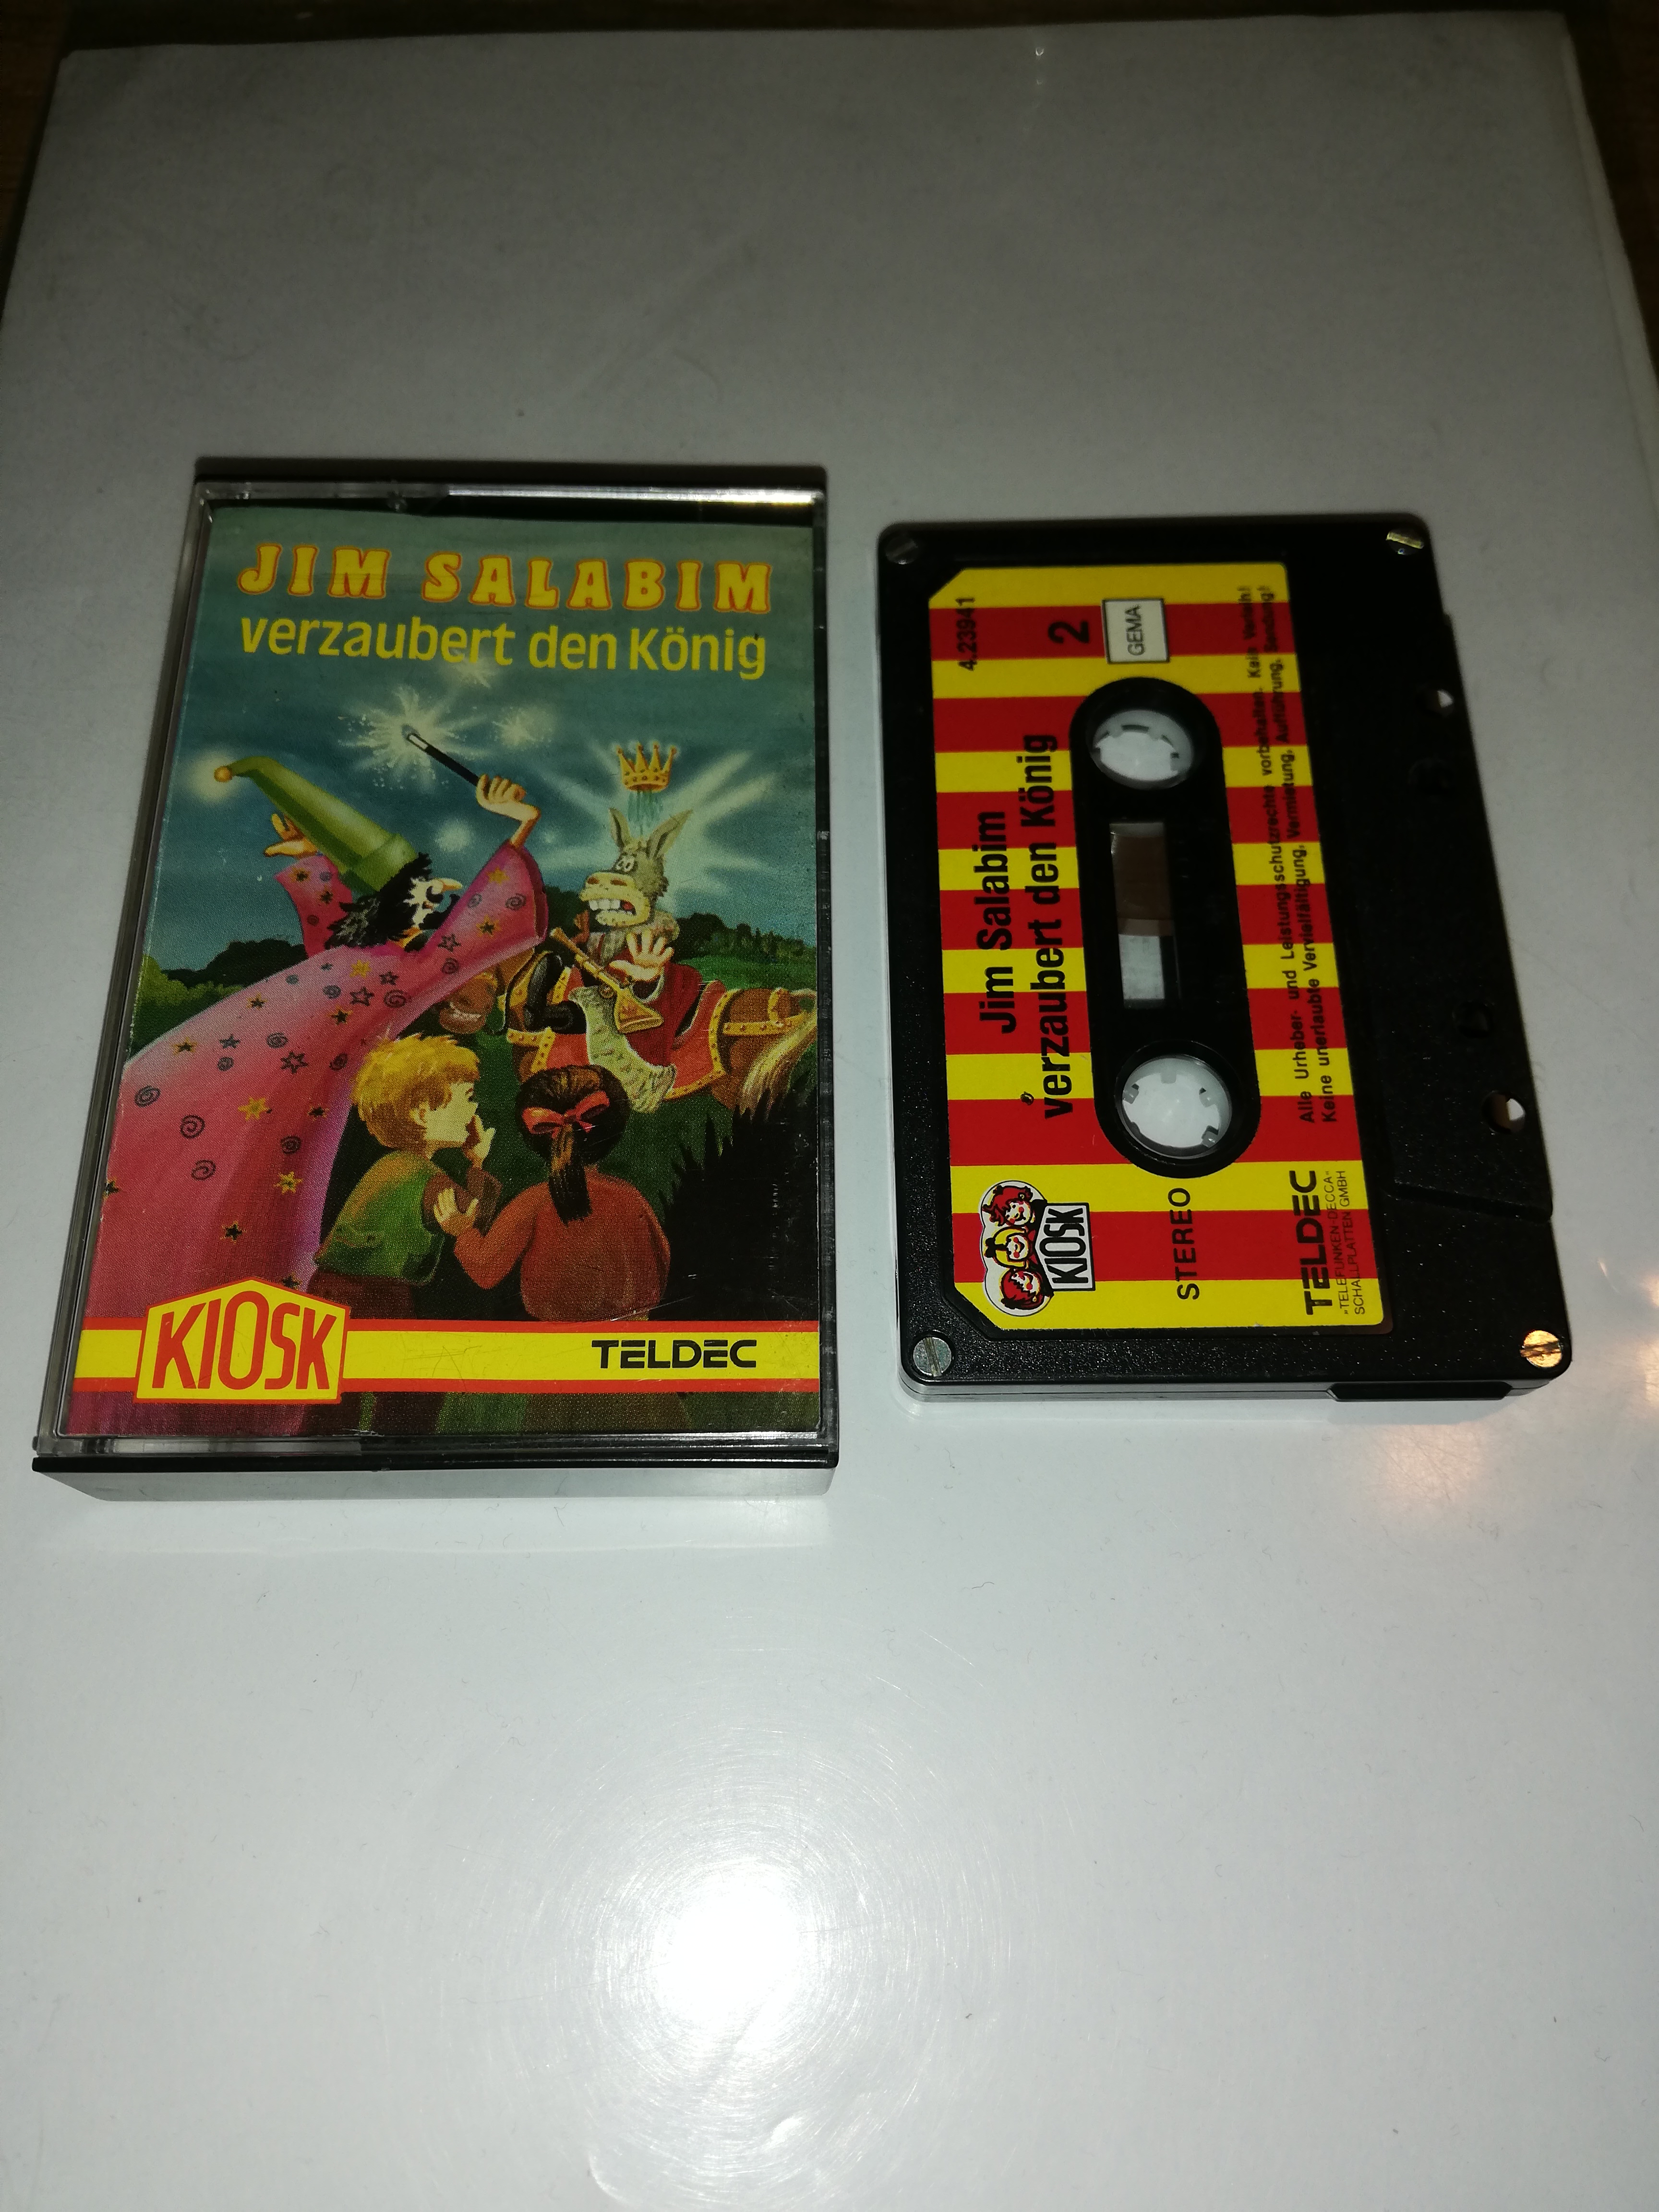 JIM SALABIM
verzaubert den König
KIOSK
TELDEC
4.23941
2
GEMA
Jim Salabim
verzaubert den König
KIOSK
STEREO
Alle Urheber- und Leistungsschutzrechte vorbehalten. Kein Verleih!
Keine unerlaubte Vervielfältigung, Vermietung, Aufführung, Sendung!
TELDEC
»TELEFUNKEN-DECCA«
SCHALLPLATTEN GMBH